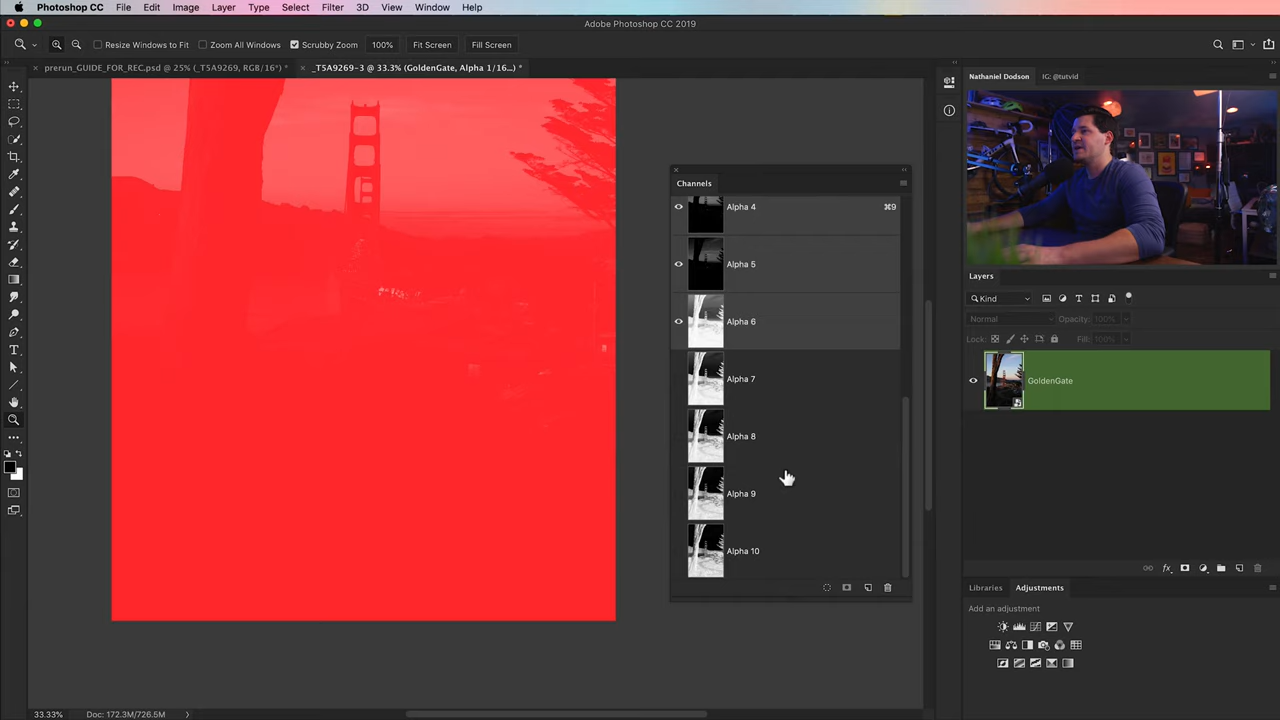 Photoshop CC File Edit Image Layer Type Select Filter 3D View Window Help
Adobe Photoshop CC 2019
Resize Windows to Fit Zoom All Windows Scrubby Zoom 100% Fit Screen Fill Screen
prerun_GUIDE_FOR_REC.psd @ 25% (_T5A9269, RGB/16*) *
_T5A9269-3 @ 33.3% (GoldenGate, Alpha 1/16...) *
Nathaniel Dodson IG: @tutvid
Channels
Alpha 4 ⌘9
Alpha 5
Alpha 6
Alpha 7
Alpha 8
Alpha 9
Alpha 10
Layers
Kind
Normal Opacity: 100%
Lock: Fill: 100%
GoldenGate
fx
Libraries Adjustments
Add an adjustment
33.33% Doc: 172.3M/726.5M